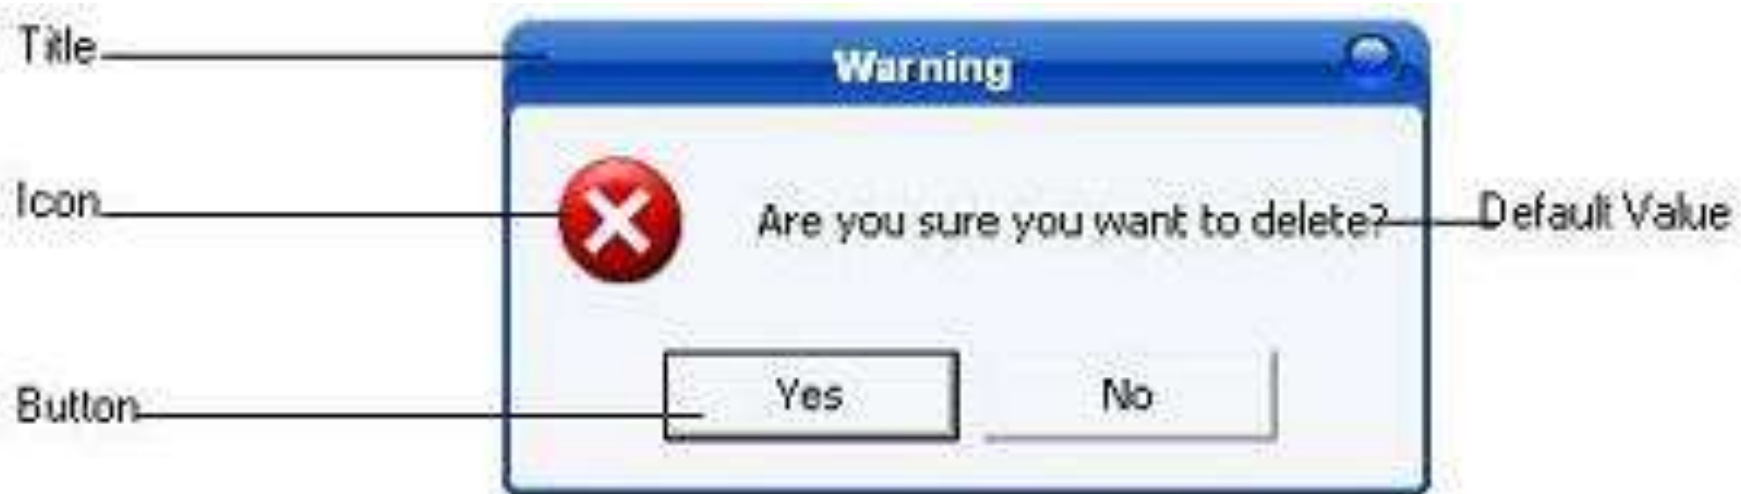 Title
Warning
Icon
Are you sure you want to delete?
Default Value
Button
Yes
No